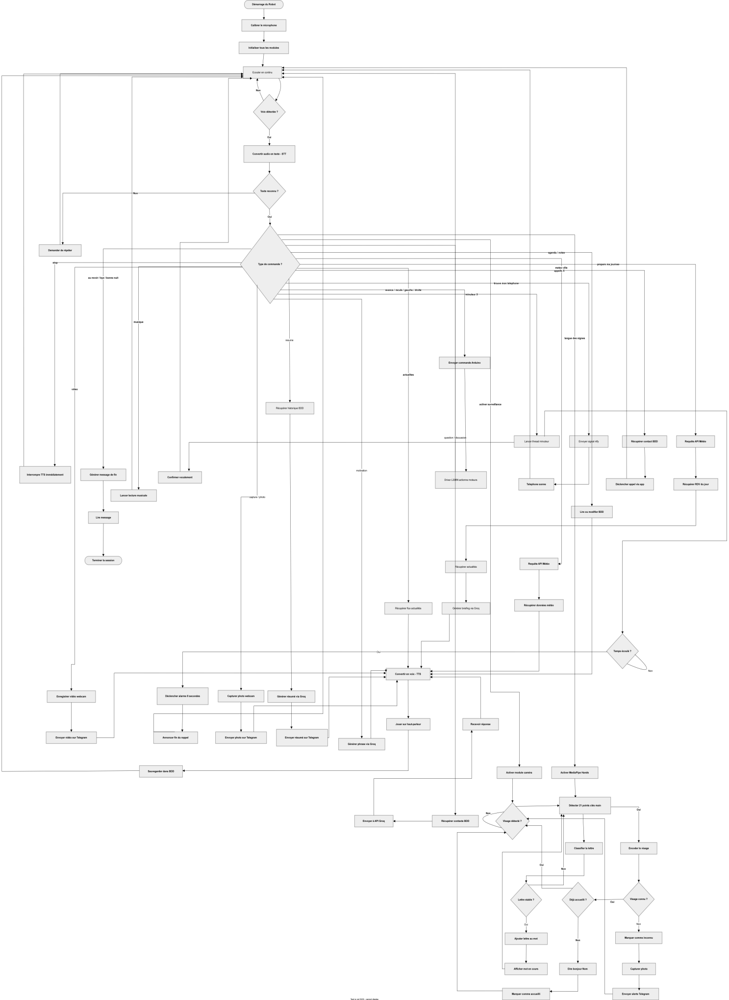 Démarrage du Robot
Calibrer le microphone
Initialiser tous les modules
Ecouter en continu
Non
Voix détectée ?
Oui
Convertir audio en texte - STT
Texte reconnu ?
Non
Oui
Demander de répéter
agenda / notes
stop
Type de commande ?
prepare ma journee
meteo ville
appelle X
au revoir / bye / bonne nuit
trouve mon telephone
avance / recule / gauche / droite
minuteur X
musique
langue des signes
resume
Envoyer commande Arduino
actualites
video
activer surveillance
Récupérer historique BDD
question / discussion
Lancer thread minuteur
Envoyer signal ntfy
Récupérer contact BDD
Requête API Météo
motivation
Interrompre TTS immédiatement
Générer message de fin
Confirmer vocalement
Driver L298N actionne moteurs
Telephone sonne
Déclencher appel via app
Récupérer RDV du jour
Lancer lecture musicale
capture / photo
Lire ou modifier BDD
Lire message
Terminer la session
Requête API Météo
Récupérer actualités
Récupérer données météo
Récupérer flux actualités
Générer briefing via Groq
Oui
Temps écoulé ?
Non
Convertir en voix - TTS
Enregistrer vidéo webcam
Déclencher alarme 8 secondes
Capturer photo webcam
Générer résumé via Groq
Jouer sur haut-parleur
Recevoir réponse
Envoyer vidéo sur Telegram
Annoncer fin du rappel
Envoyer photo sur Telegram
Envoyer résumé sur Telegram
Générer phrase via Groq
Sauvegarder dans BDD
Activer module caméra
Activer MediaPipe Hands
Détecter 21 points clés main
Oui
Non
Envoyer à API Groq
Récupérer contexte BDD
Visage détecté ?
Classifier la lettre
Encoder le visage
Oui
Non
Lettre stable ?
Déjà accueilli ?
Visage connu ?
Oui
Oui
Non
Ajouter lettre au mot
Non
Marquer comme inconnu
Afficher mot en cours
Dire bonjour Nom
Capturer photo
Marquer comme accueilli
Envoyer alerte Telegram
Text is not SVG - cannot display